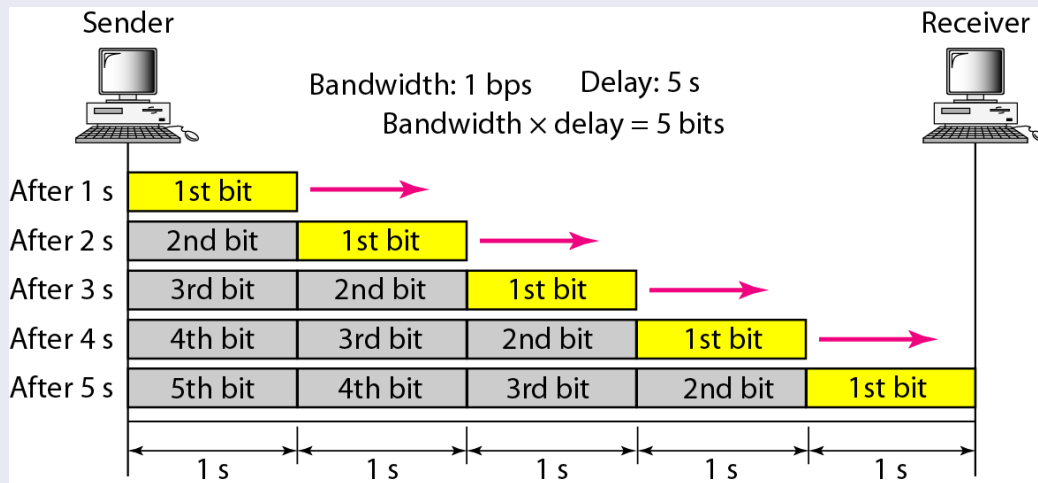 Sender Receiver
Bandwidth: 1 bps Delay: 5 s
Bandwidth × delay = 5 bits
After 1 s 1st bit
After 2 s 2nd bit 1st bit
After 3 s 3rd bit 2nd bit 1st bit
After 4 s 4th bit 3rd bit 2nd bit 1st bit
After 5 s 5th bit 4th bit 3rd bit 2nd bit 1st bit
1 s 1 s 1 s 1 s 1 s